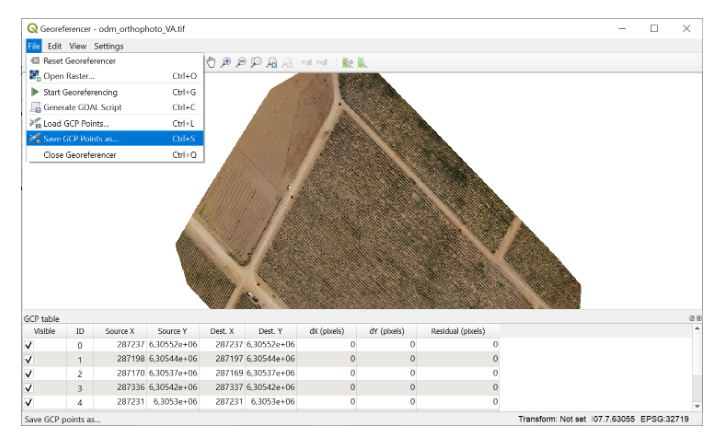 Georeferencer - odm_orthophoto_VA.tif
File Edit View Settings
Reset Georeferencer
Open Raster... Ctrl+O
Start Georeferencing Ctrl+G
Generate GDAL Script Ctrl+C
Load GCP Points... Ctrl+L
Save GCP Points as... Ctrl+S
Close Georeferencer Ctrl+Q
GCP table
Visible ID Source X Source Y Dest. X Dest. Y dX (pixels) dY (pixels) Residual (pixels)
0 287237 6,30552e+06 287237 6,30552e+06 0 0 0
1 287198 6,30544e+06 287197 6,30544e+06 0 0 0
2 287170 6,30537e+06 287169 6,30537e+06 0 0 0
3 287336 6,30542e+06 287337 6,30542e+06 0 0 0
4 287231 6,3053e+06 287231 6,3053e+06 0 0 0
Save GCP points as... Transform: Not set I07.7.63055 EPSG:32719